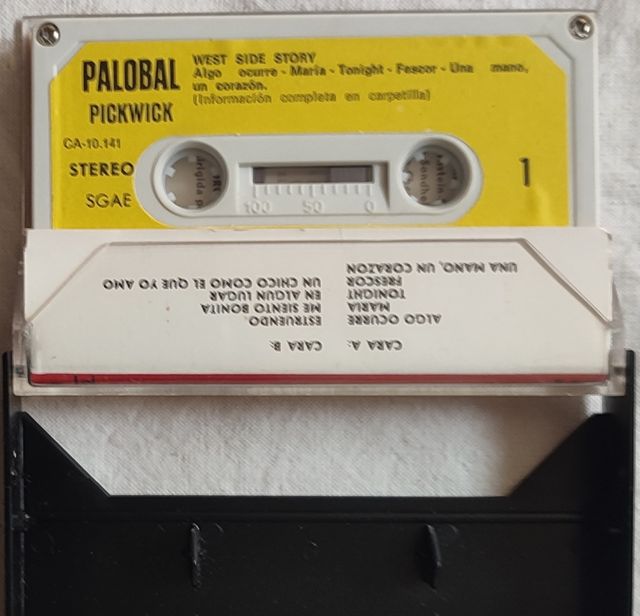 PALOBAL
PICKWICK
WEST SIDE STORY
Algo ocurre - María - Tonight - Fescor - Una mano,
un corazón.
(Información completa en carpetilla)
CA-10.141
STEREO
SGAE
1
100 50 0
CARA A:
ALGO OCURRE
MARIA
TONIGHT
FRESCOR
UNA MANO, UN CORAZON
CARA B:
ESTRUENDO
ME SIENTO BONITA
EN ALGUN LUGAR
UN CHICO COMO EL QUE YO AMO